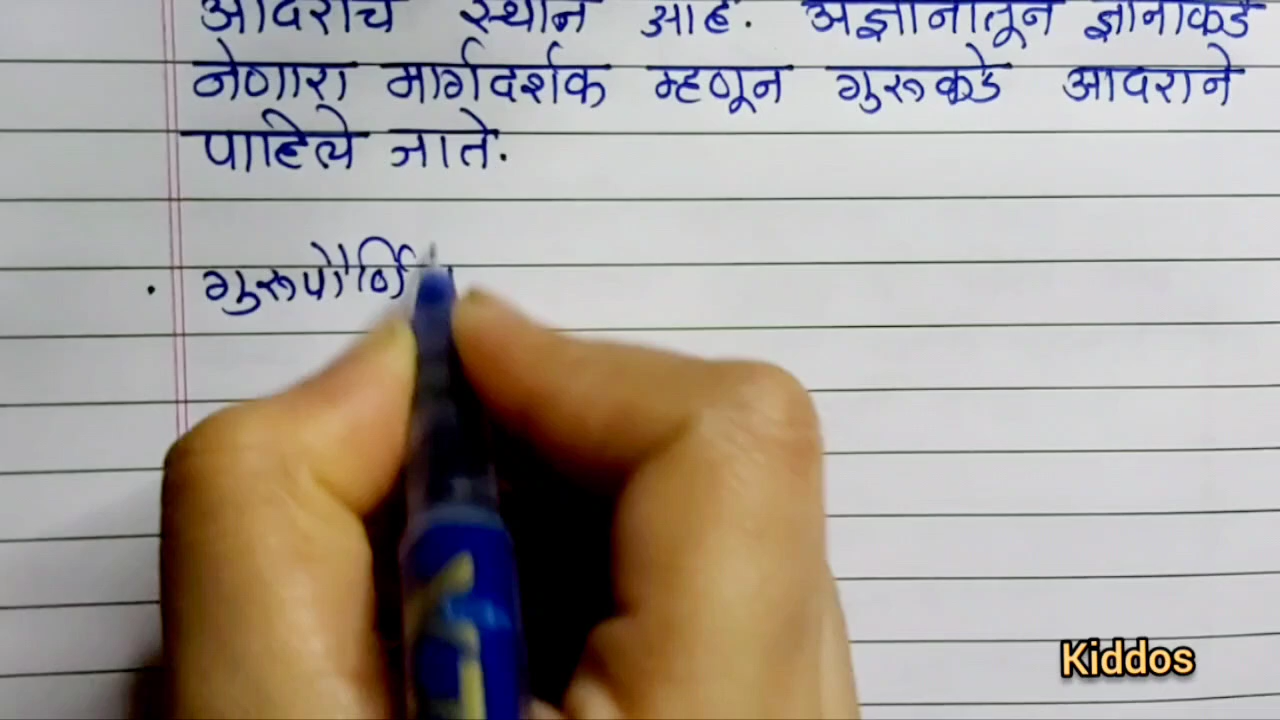 आदराचे स्थान आहे. अज्ञानातून ज्ञानाकडे
नेणारा मार्गदर्शक म्हणून गुरूकडे आदराने
पाहिले जाते.
. गुरूपौर्णि
Kiddos